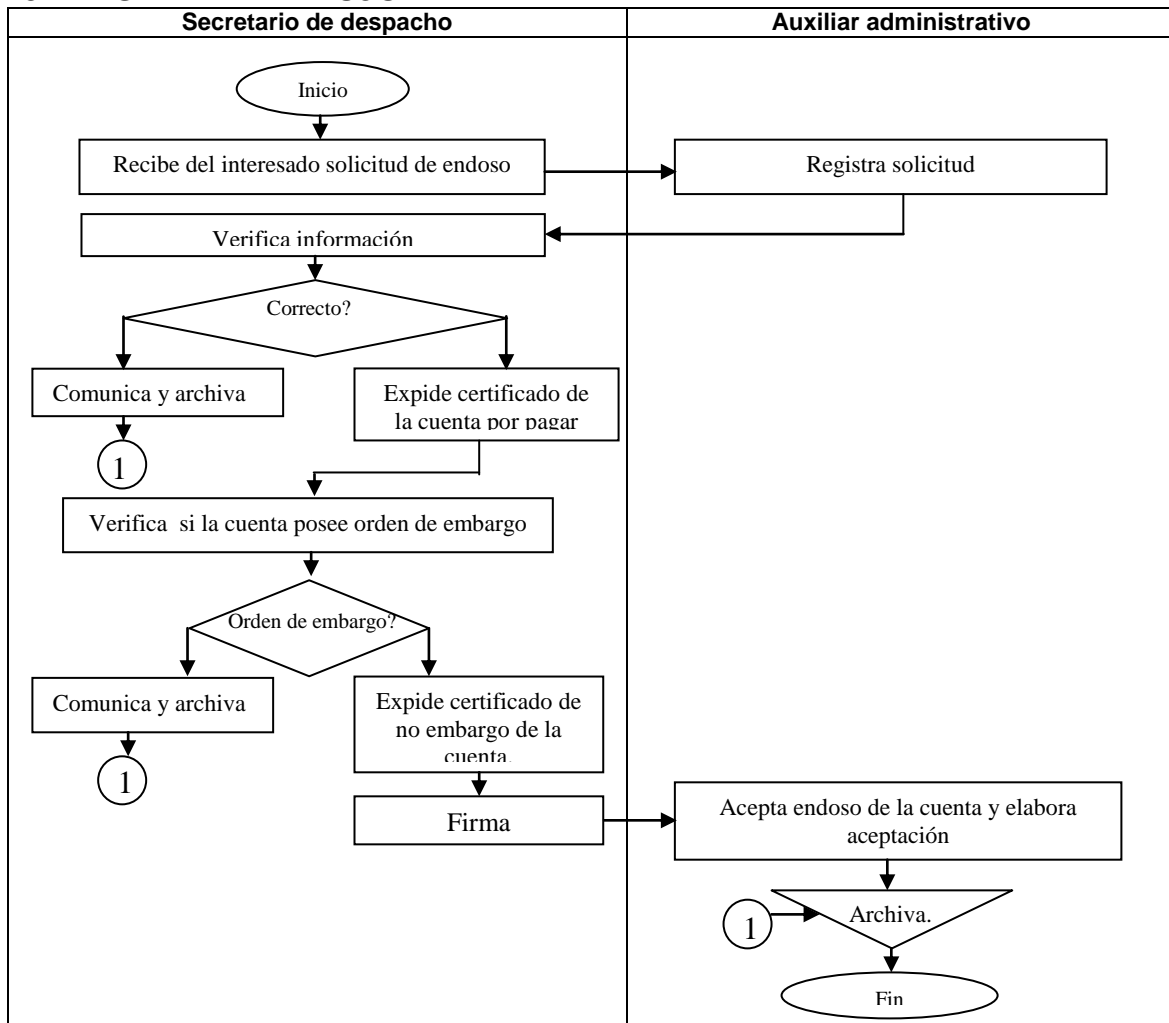 Secretario de despacho
Auxiliar administrativo
Inicio
Recibe del interesado solicitud de endoso
Registra solicitud
Verifica información
Correcto?
Comunica y archiva
Expide certificado de
la cuenta por pagar
1
Verifica si la cuenta posee orden de embargo
Orden de embargo?
Comunica y archiva
Expide certificado de
no embargo de la
cuenta.
1
Firma
Acepta endoso de la cuenta y elabora
aceptación
1
Archiva.
Fin